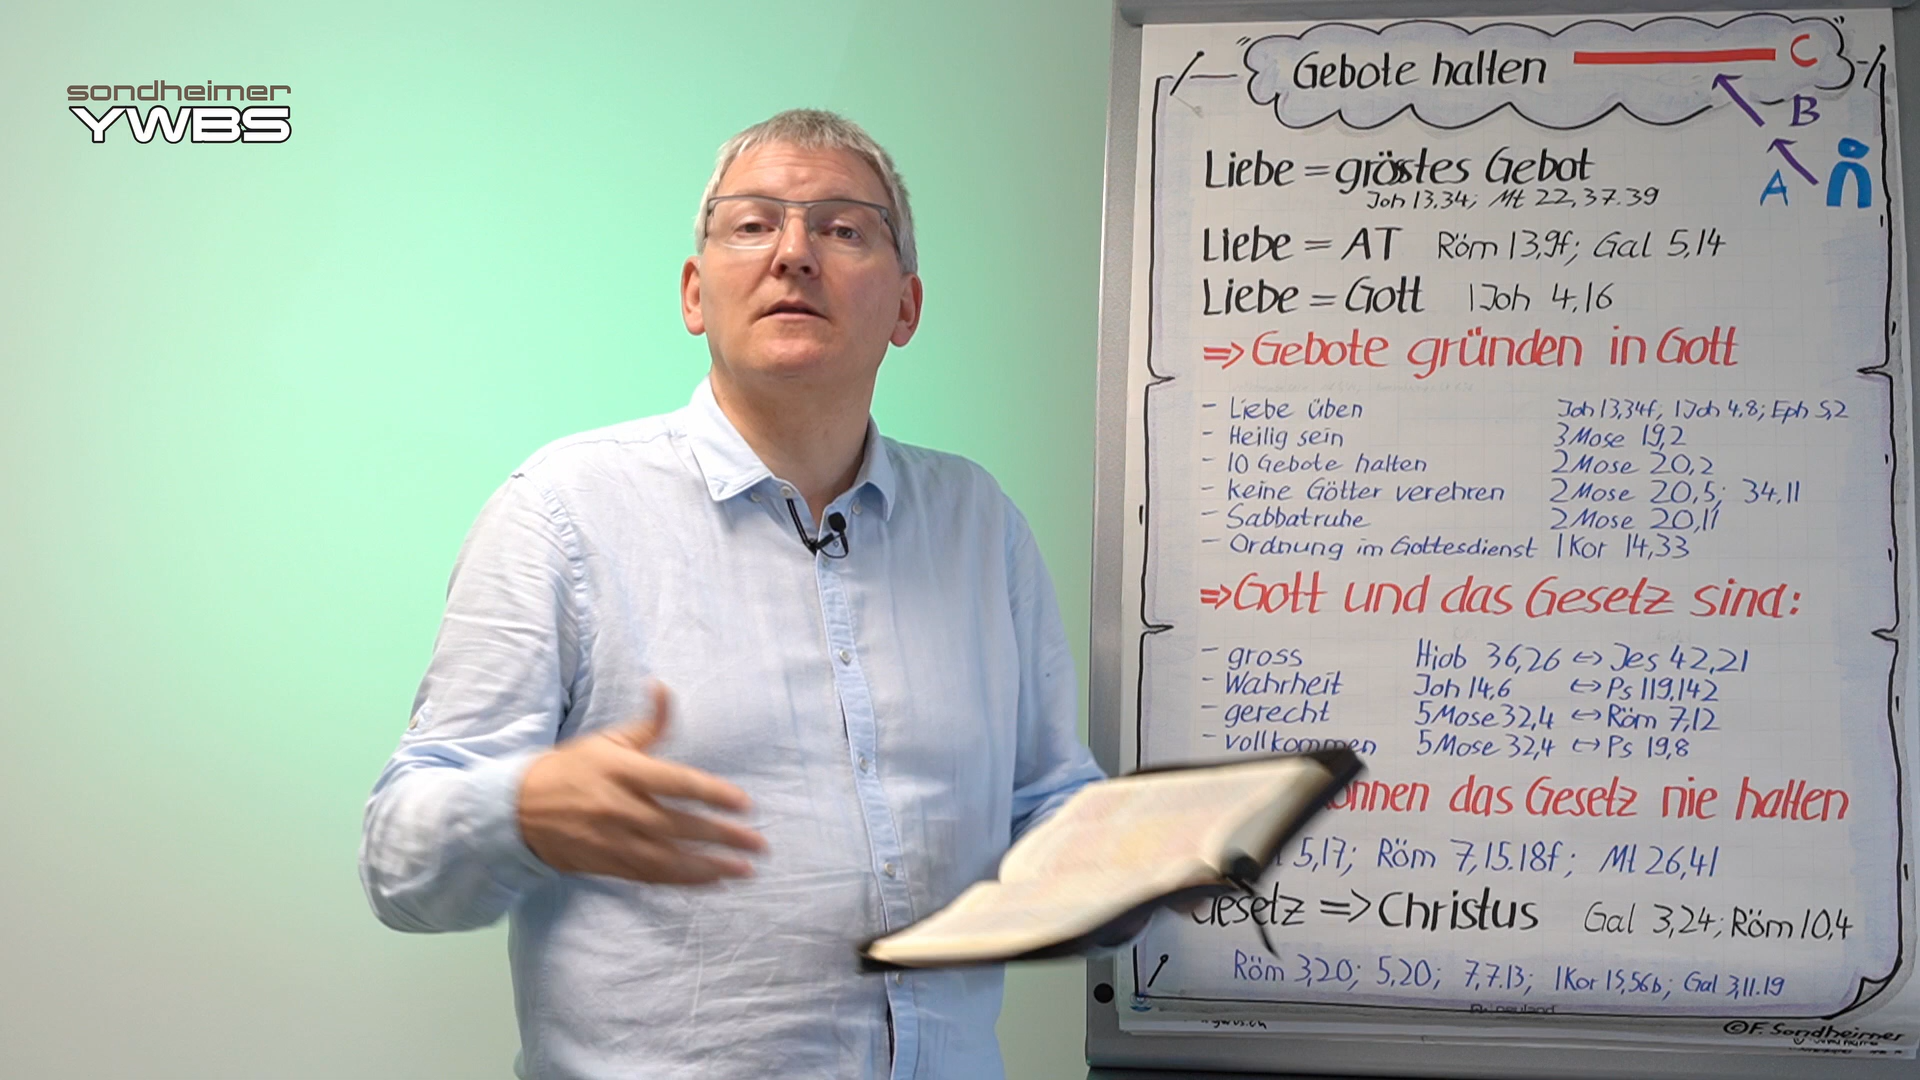 sondheimer
YWBS
Gebote halten
C
B
A
Liebe = grösstes Gebot
Joh 13,34; Mt 22,37.39
Liebe = AT Röm 13,9f; Gal 5,14
Liebe = Gott 1Joh 4,16
=> Gebote gründen in Gott
- Liebe üben Joh 13,34f; 1Joh 4,8; Eph 5,2
- Heilig sein 3Mose 19,2
- 10 Gebote halten 2Mose 20,2
- keine Götter verehren 2Mose 20,5; 34,11
- Sabbatruhe 2Mose 20,11
- Ordnung im Gottesdienst 1Kor 14,33
=> Gott und das Gesetz sind:
- gross Hiob 36,26 <-> Jes 42,21
- Wahrheit Joh 14,6 <-> Ps 119,142
- gerecht 5Mose 32,4 <-> Röm 7,12
- vollkommen 5Mose 32,4 <-> Ps 19,8
önnen das Gesetz nie halten
5,17; Röm 7,15.18f; Mt 26,41
Gesetz => Christus Gal 3,24; Röm 10,4
Röm 3,20; 5,20; 7,7.13; 1Kor 15,56b; Gal 3,11.19
©F. Sondheimer